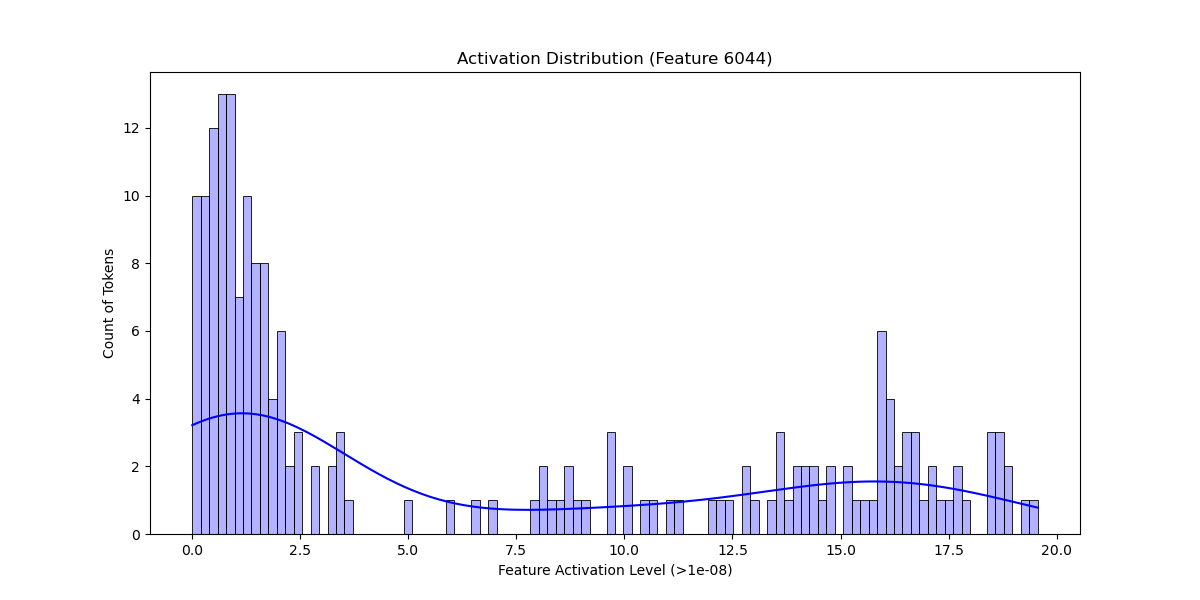 Activation Distribution (Feature 6044)
Count of Tokens
12
10
8
6
4
2
0
0.0 2.5 5.0 7.5 10.0 12.5 15.0 17.5 20.0
Feature Activation Level (>1e-08)